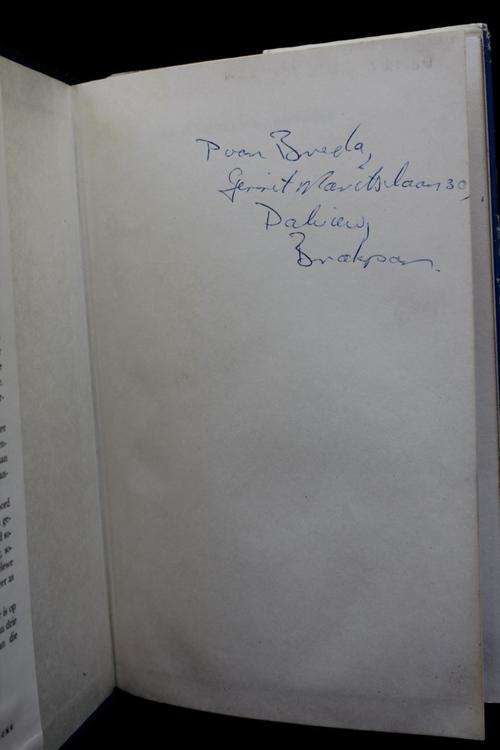 P van Breda,
Gerrit Maritzlaan 30,
Dalview,
Brakpan.